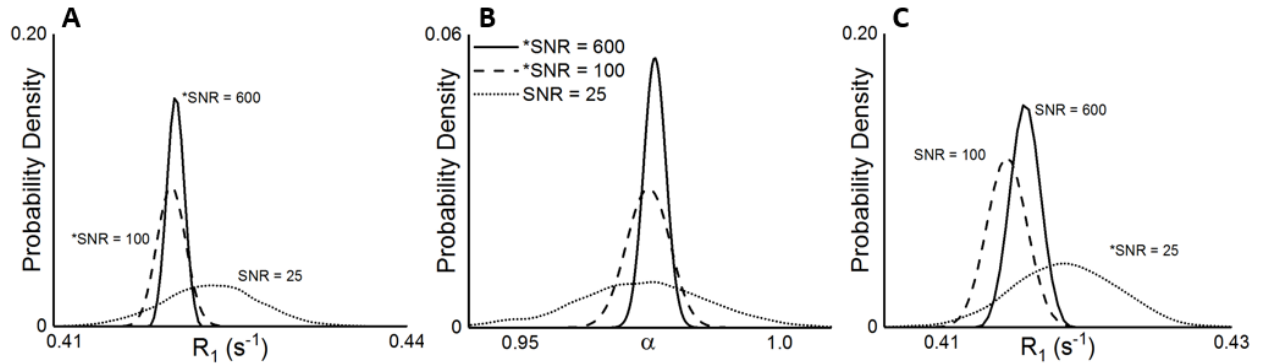 A
0.20
Probability Density
*SNR = 600
*SNR = 100
SNR = 25
0
0.41
R₁ (s⁻¹)
0.44
B
0.06
Probability Density
*SNR = 600
*SNR = 100
SNR = 25
0
0.95
α
1.0
C
0.20
Probability Density
SNR = 600
SNR = 100
*SNR = 25
0
0.41
R₁ (s⁻¹)
0.43